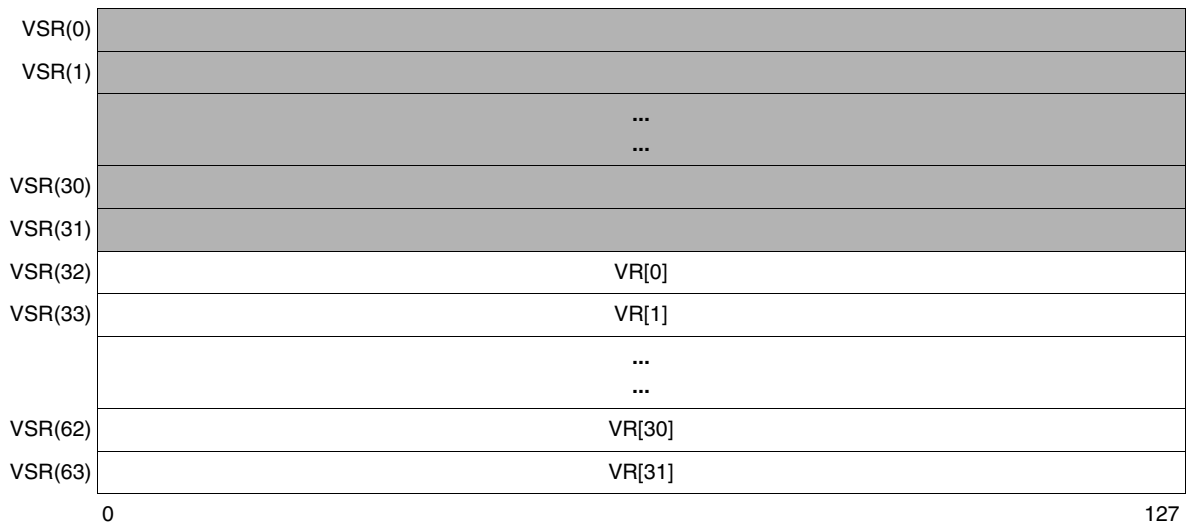 VSR(0)
VSR(1)
...
...
VSR(30)
VSR(31)
VSR(32) VR[0]
VSR(33) VR[1]
...
...
VSR(62) VR[30]
VSR(63) VR[31]
0 127